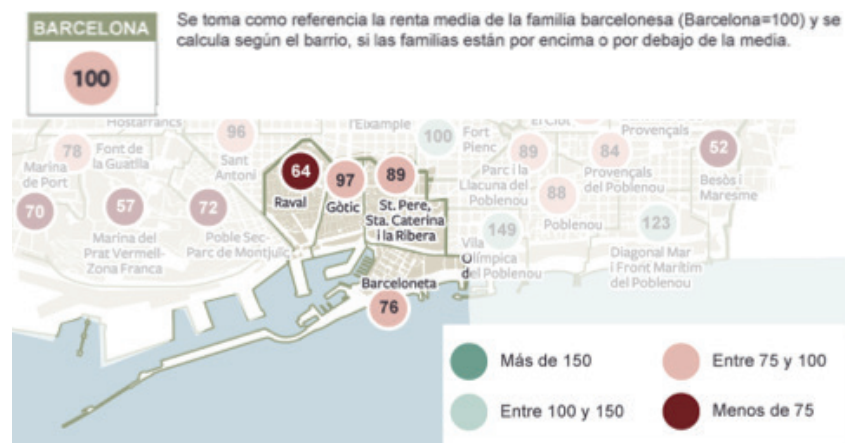 BARCELONA
100
Se toma como referencia la renta media de la familia barcelonesa (Barcelona=100) y se
calcula según el barrio, si las familias están por encima o por debajo de la media.
Hostafrancs
78
Font de
la Guatlla
Marina
de Port
70
57
Marina del
Prat Vermell-
Zona Franca
72
Poble Sec-
Parc de Montjuïc
96
Sant
Antoni
l'Eixample
64
Raval
97
Gòtic
89
St. Pere,
Sta. Caterina
i la Ribera
Barceloneta
76
100
Fort
Pienc
El Clot
Provençals
89
Parc i la
Llacuna del
Poblenou
84
Provençals
del Poblenou
88
Poblenou
52
Besòs i
Maresme
149
Vila
Olímpica
del Poblenou
123
Diagonal Mar
i Front Marítim
del Poblenou
Más de 150
Entre 75 y 100
Entre 100 y 150
Menos de 75